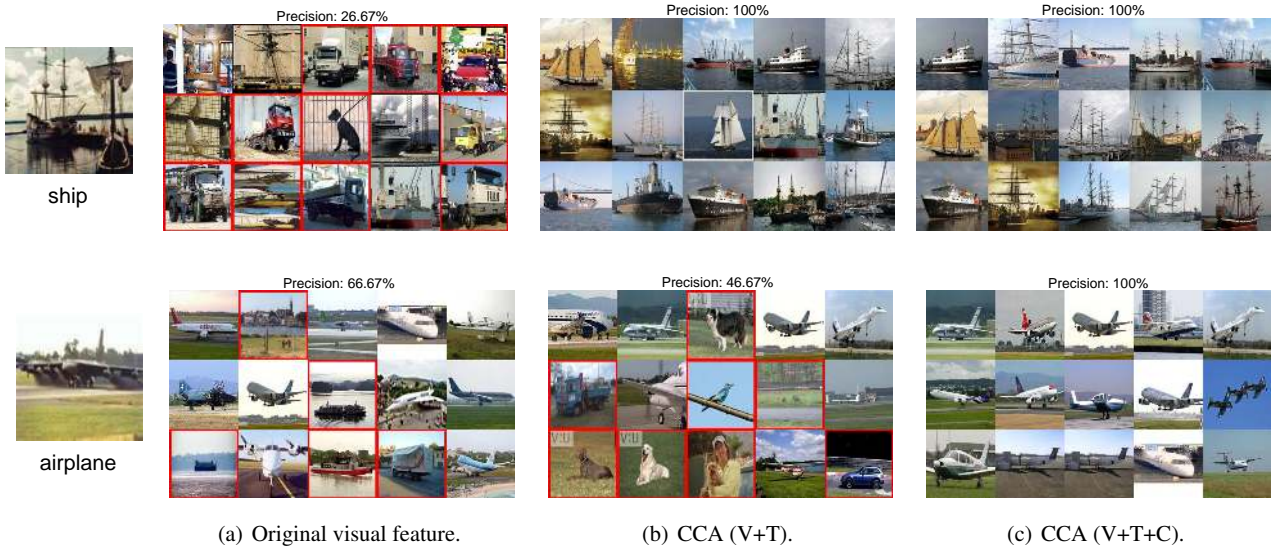 Precision: 26.67%
Precision: 100%
Precision: 100%
ship
Precision: 66.67%
Precision: 46.67%
Precision: 100%
airplane
(a) Original visual feature.
(b) CCA (V+T).
(c) CCA (V+T+C).